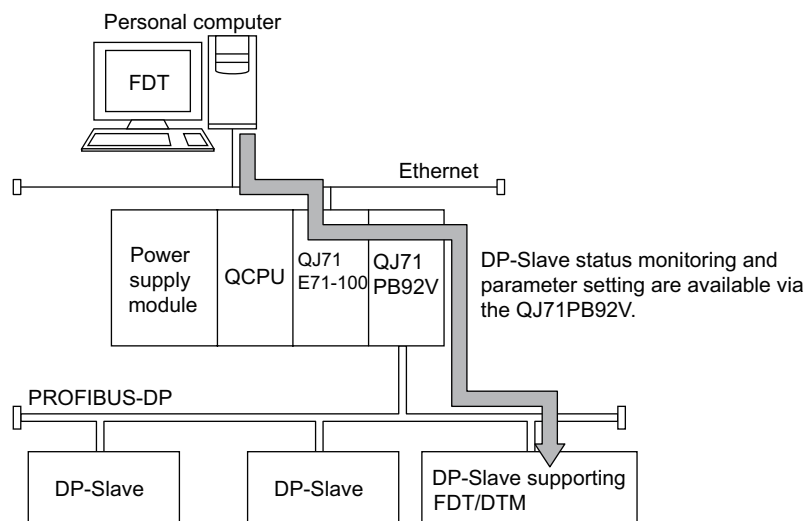 Personal computer
FDT
Ethernet
Power
supply
module
QCPU
QJ71
E71-100
QJ71
PB92V
DP-Slave status monitoring and
parameter setting are available via
the QJ71PB92V.
PROFIBUS-DP
DP-Slave
DP-Slave
DP-Slave supporting
FDT/DTM